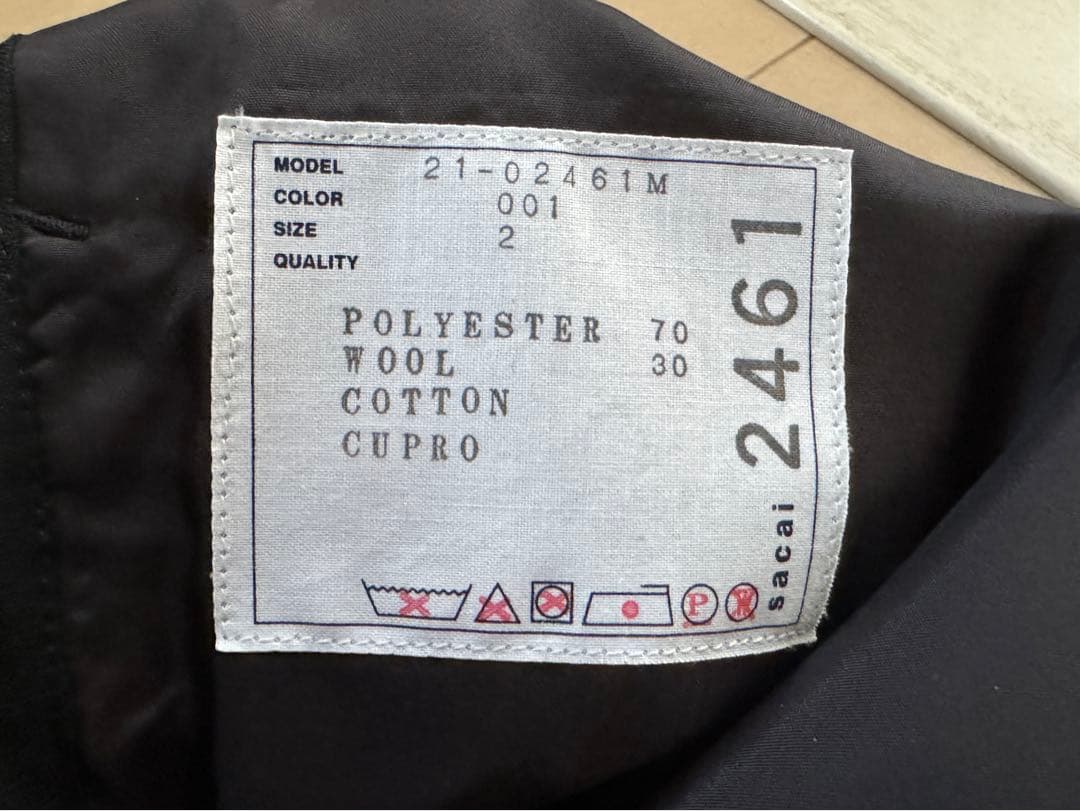 MODEL 21-02461M
COLOR 001
SIZE 2
QUALITY
POLYESTER 70
WOOL 30
COTTON
CUPRO
sacai 2461
P
W